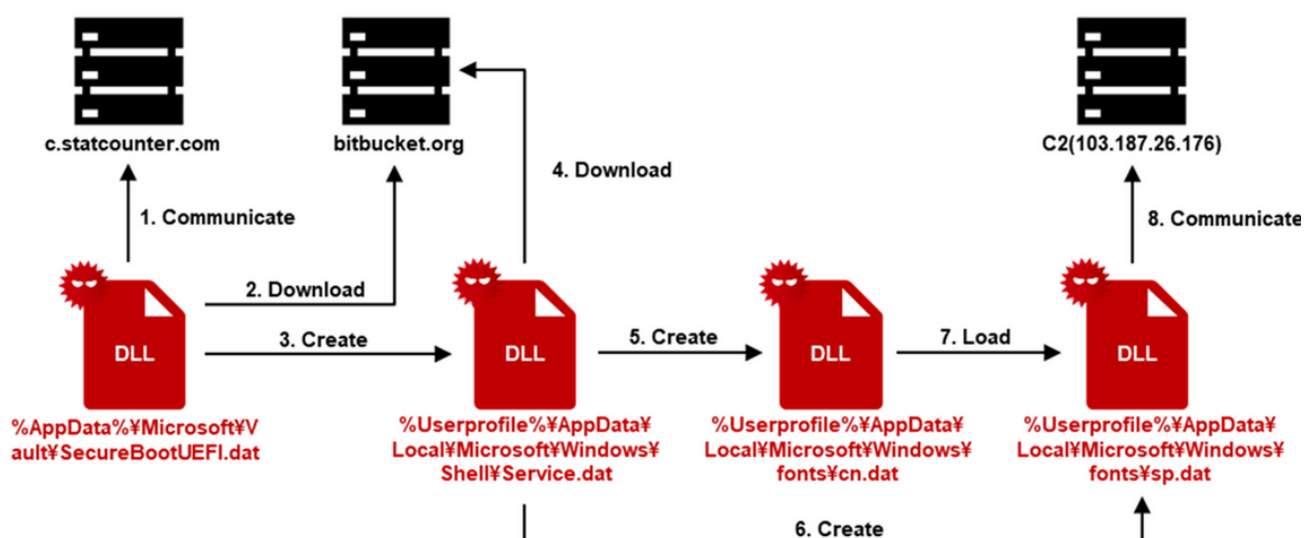 c.statcounter.com
bitbucket.org
C2(103.187.26.176)
4. Download
1. Communicate
8. Communicate
2. Download
3. Create
5. Create
7. Load
DLL
DLL
DLL
DLL
%AppData%¥Microsoft¥V
ault¥SecureBootUEFI.dat
%Userprofile%¥AppData¥
Local¥Microsoft¥Windows¥
Shell¥Service.dat
%Userprofile%¥AppData¥
Local¥Microsoft¥Windows¥
fonts¥cn.dat
%Userprofile%¥AppData¥
Local¥Microsoft¥Windows¥
fonts¥sp.dat
6. Create